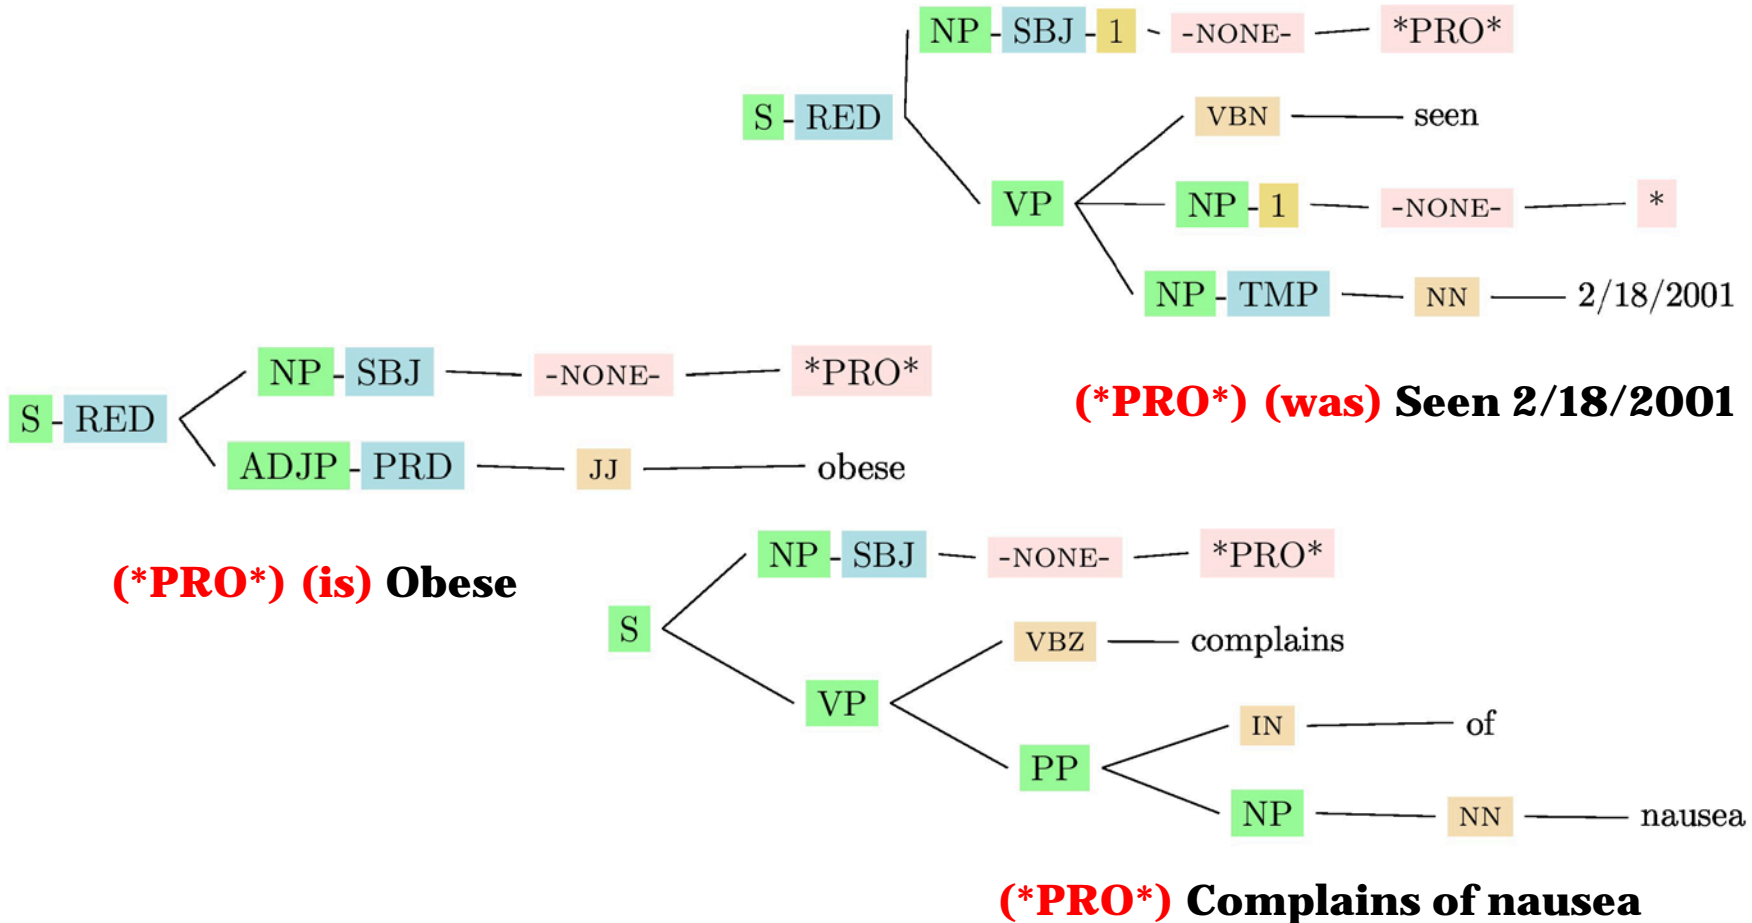 NP-SBJ-1 -NONE- *PRO*
S-RED VBN seen
VP NP-1 -NONE- *
NP-TMP NN 2/18/2001
(*PRO*) (was) Seen 2/18/2001
NP-SBJ -NONE- *PRO*
S-RED
ADJP-PRD JJ obese
(*PRO*) (is) Obese
NP-SBJ -NONE- *PRO*
S VBZ complains
VP IN of
PP
NP NN nausea
(*PRO*) Complains of nausea